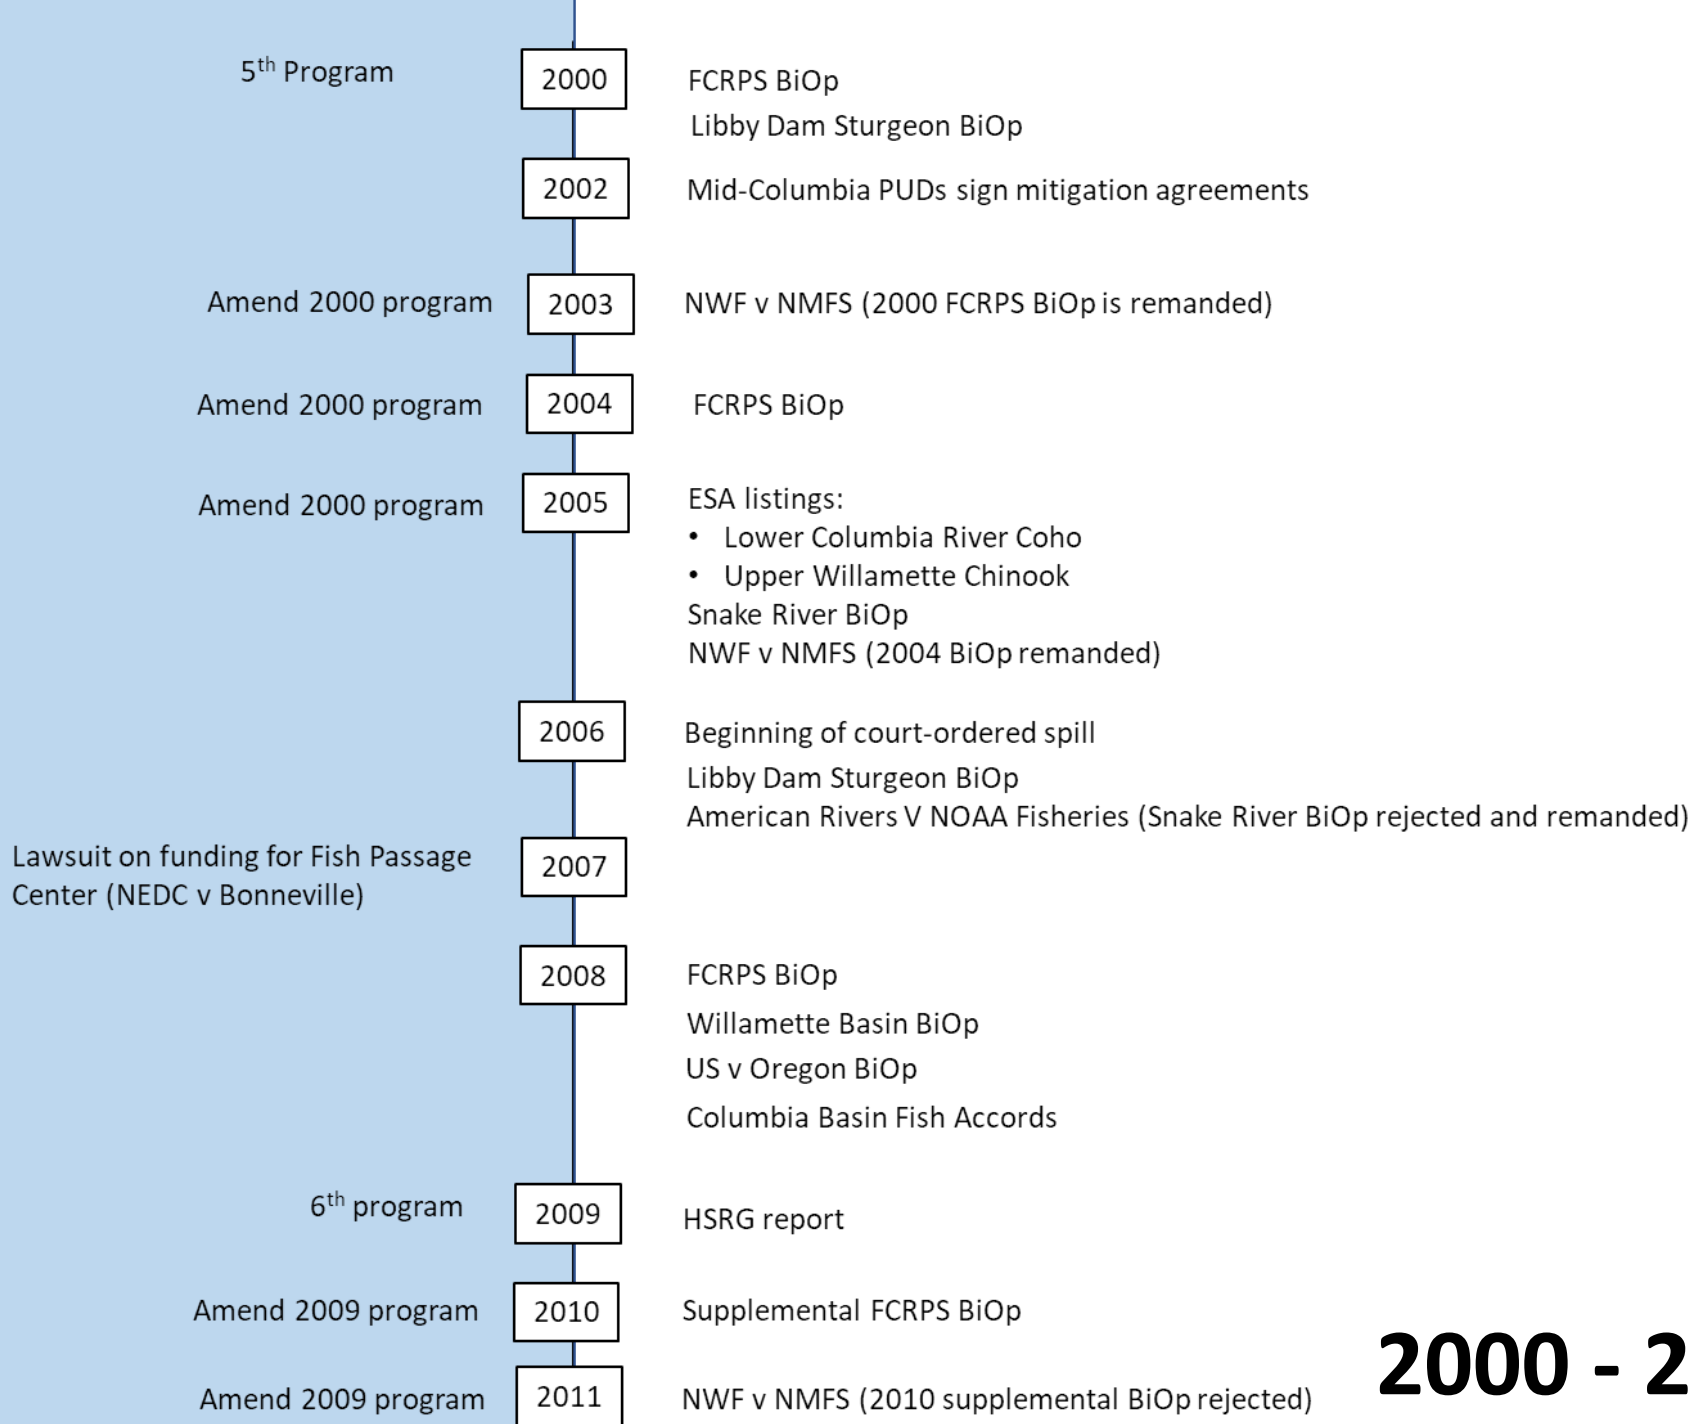 5th Program
2000
FCRPS BiOp
Libby Dam Sturgeon BiOp
2002
Mid-Columbia PUDs sign mitigation agreements
Amend 2000 program
2003
NWF v NMFS (2000 FCRPS BiOp is remanded)
Amend 2000 program
2004
FCRPS BiOp
Amend 2000 program
2005
ESA listings:
• Lower Columbia River Coho
• Upper Willamette Chinook
Snake River BiOp
NWF v NMFS (2004 BiOp remanded)
2006
Beginning of court-ordered spill
Libby Dam Sturgeon BiOp
American Rivers V NOAA Fisheries (Snake River BiOp rejected and remanded)
Lawsuit on funding for Fish Passage
Center (NEDC v Bonneville)
2007
2008
FCRPS BiOp
Willamette Basin BiOp
US v Oregon BiOp
Columbia Basin Fish Accords
6th program
2009
HSRG report
Amend 2009 program
2010
Supplemental FCRPS BiOp
Amend 2009 program
2011
NWF v NMFS (2010 supplemental BiOp rejected)
2000 - 2